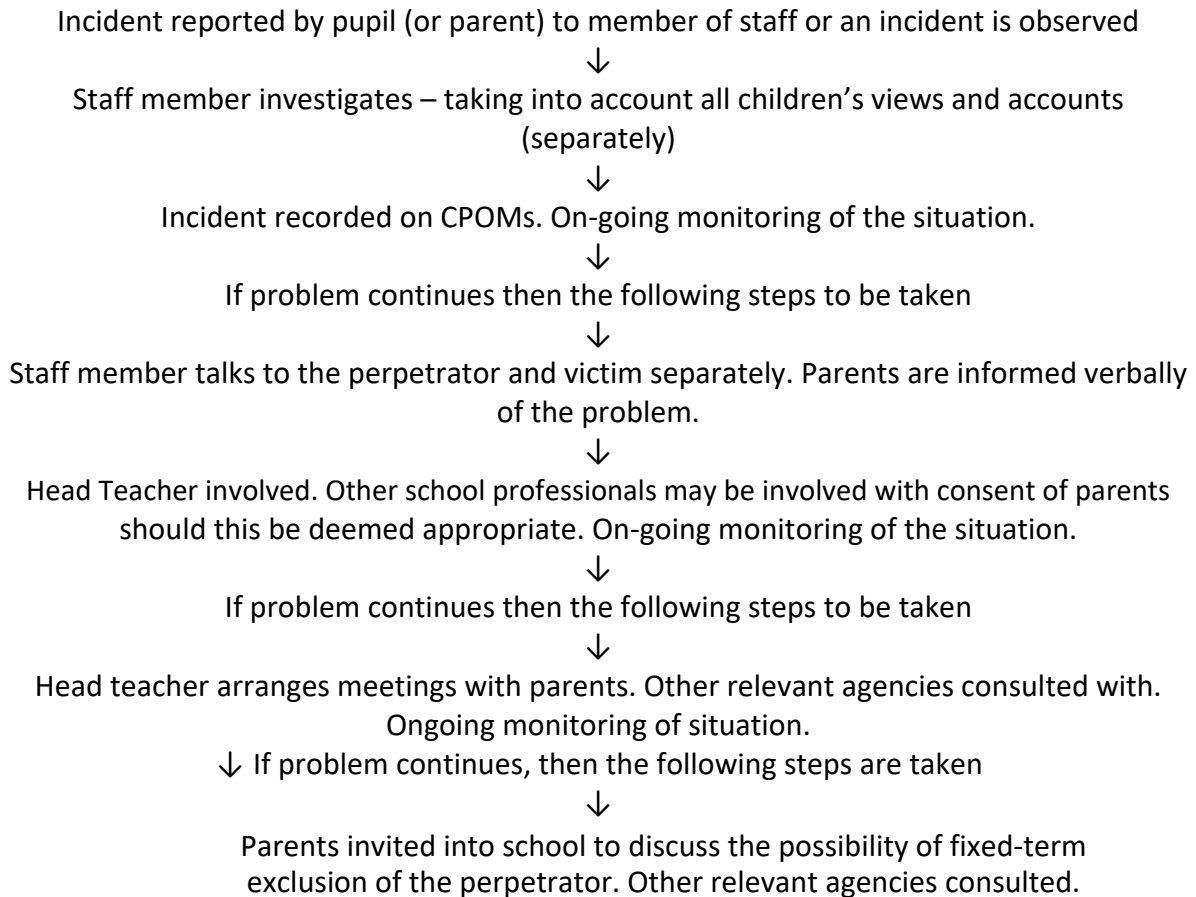 Incident reported by pupil (or parent) to member of staff or an incident is observed
↓
Staff member investigates – taking into account all children’s views and accounts
(separately)
↓
Incident recorded on CPOMs. On-going monitoring of the situation.
↓
If problem continues then the following steps to be taken
↓
Staff member talks to the perpetrator and victim separately. Parents are informed verbally
of the problem.
↓
Head Teacher involved. Other school professionals may be involved with consent of parents
should this be deemed appropriate. On-going monitoring of the situation.
↓
If problem continues then the following steps to be taken
↓
Head teacher arranges meetings with parents. Other relevant agencies consulted with.
Ongoing monitoring of situation.
↓ If problem continues, then the following steps are taken
↓
Parents invited into school to discuss the possibility of fixed-term
exclusion of the perpetrator. Other relevant agencies consulted.